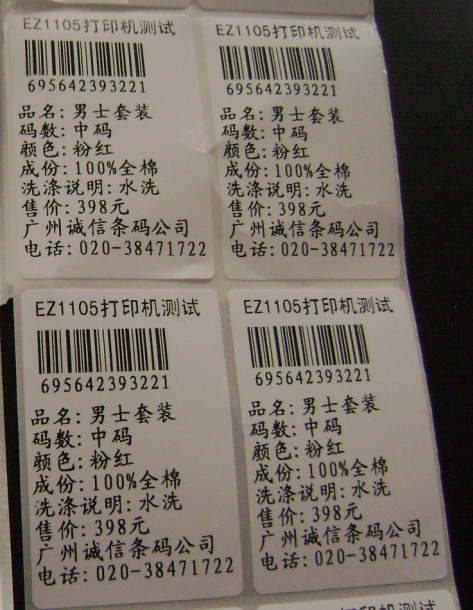 EZ1105打印机测试
695642393221
品名: 男士套装
码数: 中码
颜色: 粉红
成份: 100%全棉
洗涤说明: 水洗
售价: 398元
广州诚信条码公司
电话: 020-38471722
EZ1105打印机测试
695642393221
品名: 男士套装
码数: 中码
颜色: 粉红
成份: 100%全棉
洗涤说明: 水洗
售价: 398元
广州诚信条码公司
电话: 020-38471722
EZ1105打印机测试
695642393221
品名: 男士套装
码数: 中码
颜色: 粉红
成份: 100%全棉
洗涤说明: 水洗
售价: 398元
广州诚信条码公司
电话: 020-38471722
EZ1105打印机测试
695642393221
品名: 男士套装
码数: 中码
颜色: 粉红
成份: 100%全棉
洗涤说明: 水洗
售价: 398元
广州诚信条码公司
电话: 020-38471722